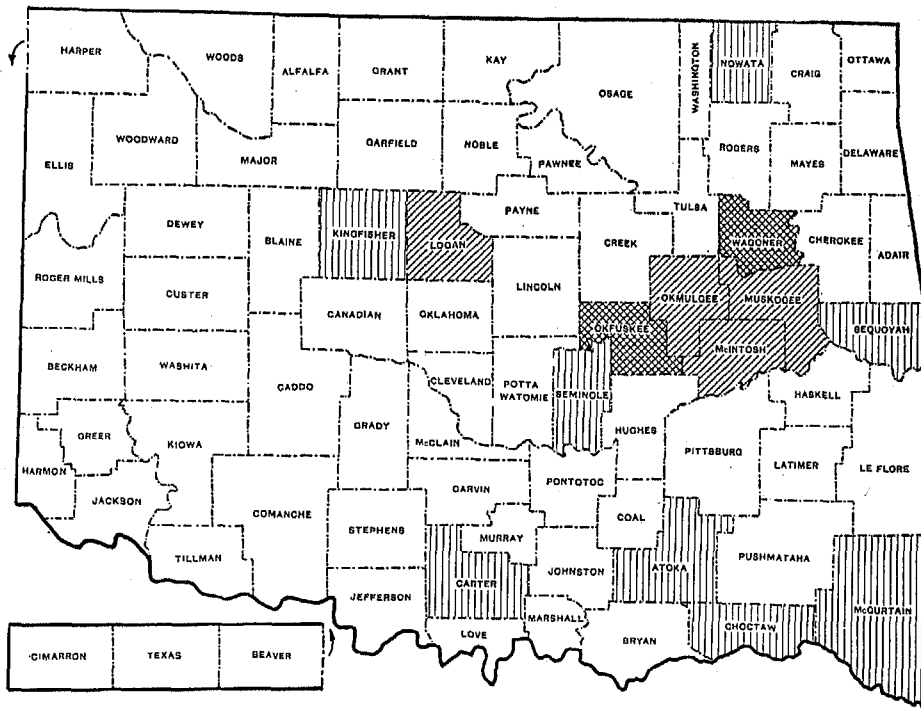 HARPER
WOODS
ALFALFA
GRANT
KAY
OSAGE
WASHINGTON
NOWATA
CRAIG
OTTAWA
ELLIS
WOODWARD
MAJOR
GARFIELD
NOBLE
PAWNEE
ROGERS
MAYES
DELAWARE
DEWEY
BLAINE
KINGFISHER
LOGAN
PAYNE
CREEK
TULSA
WAGONER
CHEROKEE
ADAIR
ROGER MILLS
CUSTER
CANADIAN
OKLAHOMA
LINCOLN
OKMULGEE
MUSKOGEE
OKFUSKEE
SEQUOYAH
BECKHAM
WASHITA
CADDO
CLEVELAND
POTTA
WATOMIE
SEMINOLE
MCINTOSH
HASKELL
GREER
KIOWA
GRADY
McCLAIN
HUGHES
PITTSBURG
LATIMER
LE FLORE
HARMON
JACKSON
COMANCHE
GARVIN
PONTOTOC
COAL
TILLMAN
STEPHENS
MURRAY
PUSHMATAHA
JEFFERSON
CARTER
JOHNSTON
ATOKA
McCURTAIN
LOVE
MARSHALL
BRYAN
CHOCTAW
CIMARRON
TEXAS
BEAVER